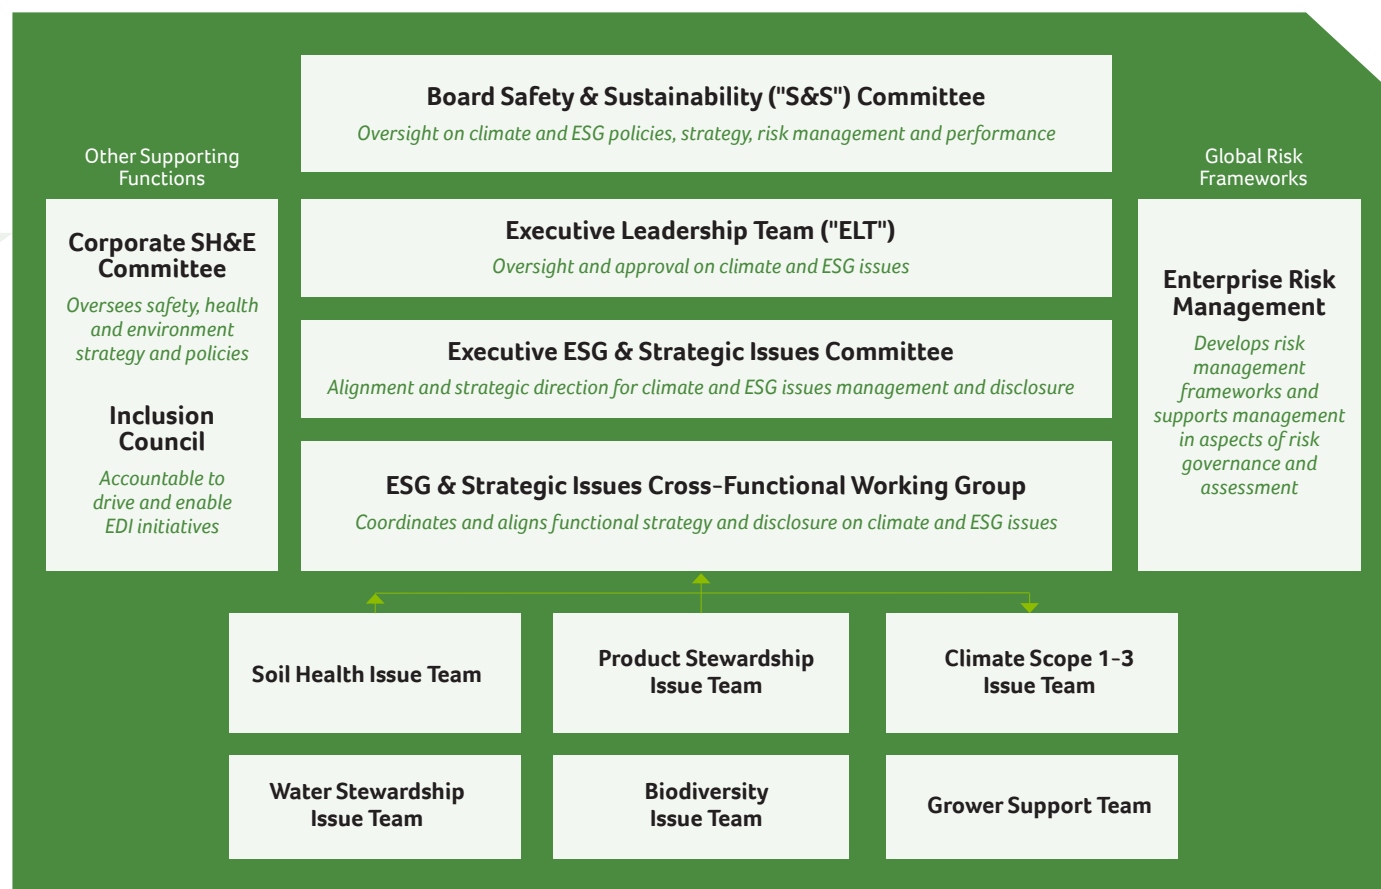 Board Safety & Sustainability ("S&S") Committee
Oversight on climate and ESG policies, strategy, risk management and performance
Other Supporting
Functions
Corporate SH&E
Committee
Oversees safety, health
and environment
strategy and policies
Inclusion
Council
Accountable to
drive and enable
EDI initiatives
Executive Leadership Team ("ELT")
Oversight and approval on climate and ESG issues
Executive ESG & Strategic Issues Committee
Alignment and strategic direction for climate and ESG issues management and disclosure
ESG & Strategic Issues Cross-Functional Working Group
Coordinates and aligns functional strategy and disclosure on climate and ESG issues
Global Risk
Frameworks
Enterprise Risk
Management
Develops risk
management
frameworks and
supports management
in aspects of risk
governance and
assessment
Soil Health Issue Team
Product Stewardship
Issue Team
Climate Scope 1-3
Issue Team
Water Stewardship
Issue Team
Biodiversity
Issue Team
Grower Support Team